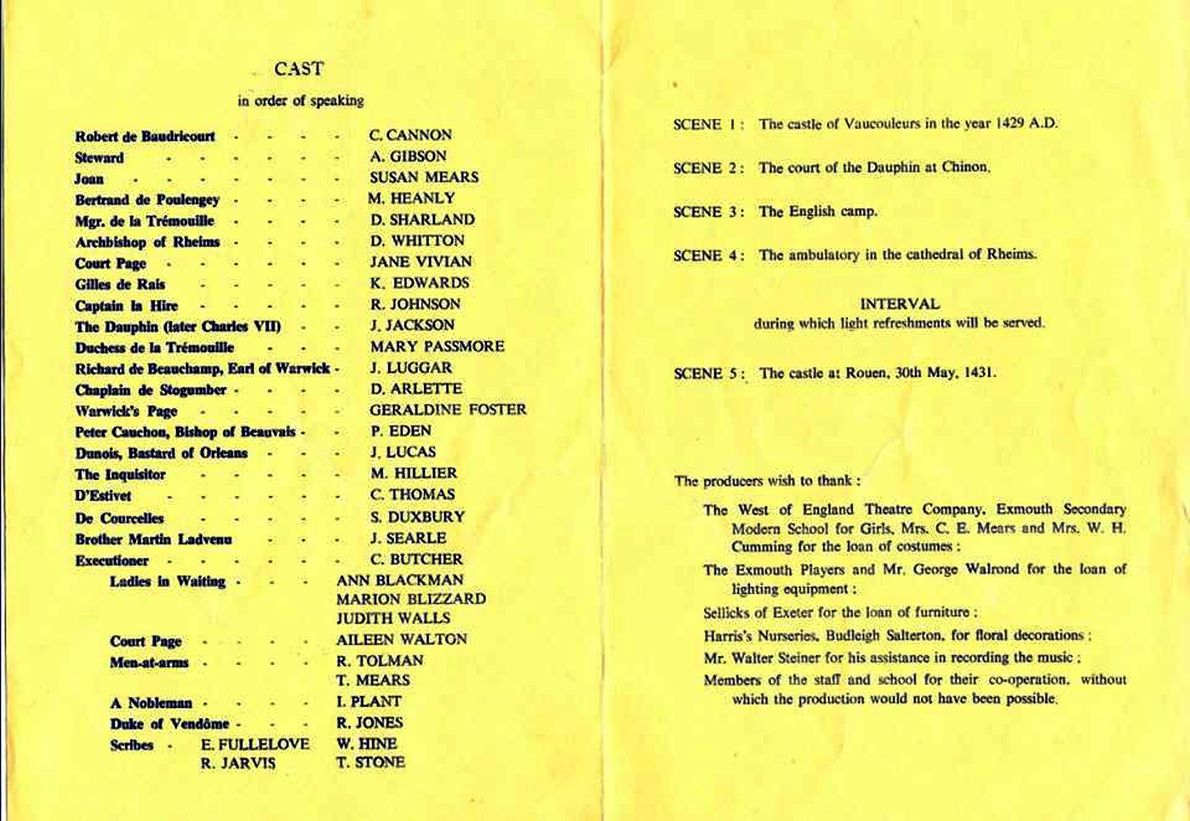 CAST
in order of speaking
Robert de Baudricourt - - - - C. CANNON
Steward - - - - - A. GIBSON
Joan - - - - - - SUSAN MEARS
Bertrand de Poulengey - - - - M. HEANLY
Mgr. de la Trémouille - - - - D. SHARLAND
Archbishop of Rheims - - - - D. WHITTON
Court Page - - - - - - JANE VIVIAN
Gilles de Rais - - - - - K. EDWARDS
Captain la Hire - - - - - R. JOHNSON
The Dauphin (later Charles VII) - - J. JACKSON
Duchess de la Trémouille - - - MARY PASSMORE
Richard de Beauchamp, Earl of Warwick - J. LUGGAR
Chaplain de Stogumber - - - - D. ARLETTE
Warwick's Page - - - - - GERALDINE FOSTER
Peter Cauchon, Bishop of Beauvais - - P. EDEN
Dunois, Bastard of Orleans - - - J. LUCAS
The Inquisitor - - - - - M. HILLIER
D'Estivet - - - - - - C. THOMAS
De Courcelles - - - - - S. DUXBURY
Brother Martin Ladvenu - - - J. SEARLE
Executioner - - - - - - C. BUTCHER
Ladies in Waiting - - - ANN BLACKMAN
MARION BLIZZARD
JUDITH WALLS
Court Page - - - - AILEEN WALTON
Men-at-arms - - - - R. TOLMAN
T. MEARS
A Nobleman - - - - I. PLANT
Duke of Vendôme - - - R. JONES
Scribes - E. FULLELOVE W. HINE
R. JARVIS T. STONE
SCENE 1 : The castle of Vaucouleurs in the year 1429 A.D.
SCENE 2 : The court of the Dauphin at Chinon.
SCENE 3 : The English camp.
SCENE 4 : The ambulatory in the cathedral of Rheims.
INTERVAL
during which light refreshments will be served.
SCENE 5 : The castle at Rouen, 30th May, 1431.
The producers wish to thank :
The West of England Theatre Company, Exmouth Secondary
Modern School for Girls, Mrs. C. E. Mears and Mrs. W. H.
Cumming for the loan of costumes ;
The Exmouth Players and Mr. George Walrond for the loan of
lighting equipment ;
Sellicks of Exeter for the loan of furniture ;
Harris's Nurseries, Budleigh Salterton, for floral decorations ;
Mr. Walter Steiner for his assistance in recording the music ;
Members of the staff and school for their co-operation, without
which the production would not have been possible.